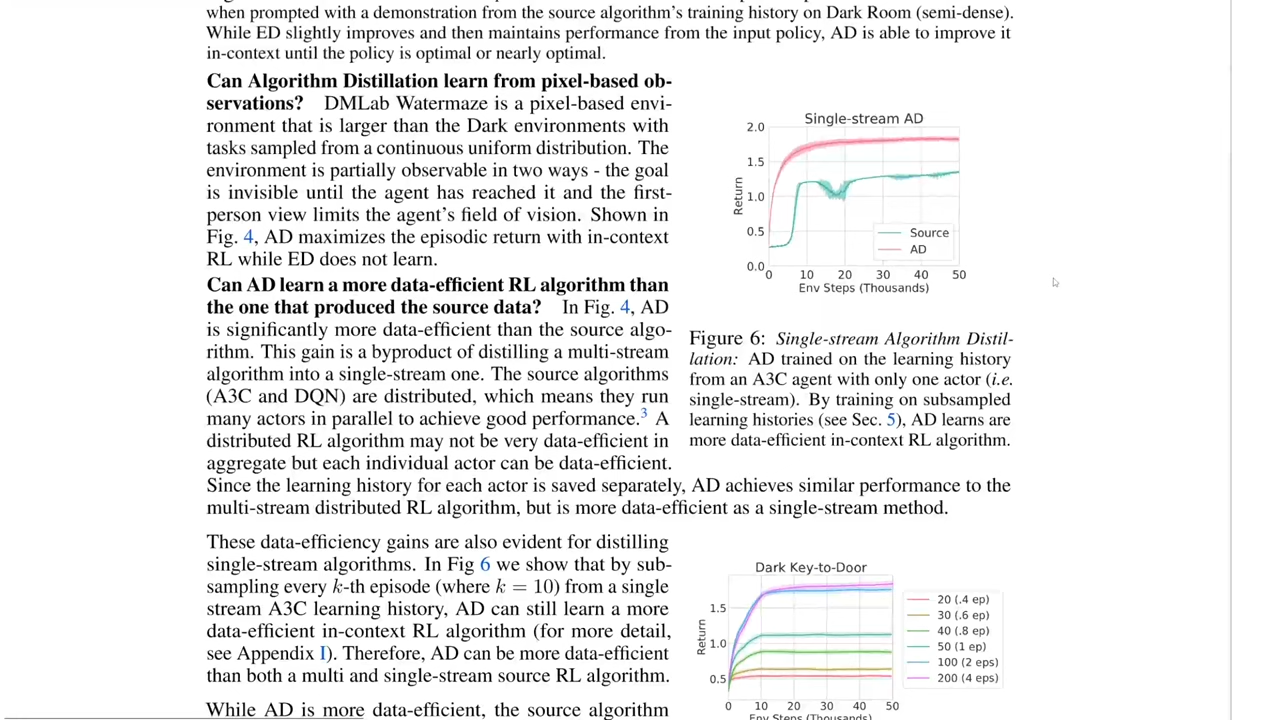 when prompted with a demonstration from the source algorithm's training history on Dark Room (semi-dense).
While ED slightly improves and then maintains performance from the input policy, AD is able to improve it
in-context until the policy is optimal or nearly optimal.
Can Algorithm Distillation learn from pixel-based ob-
servations? DMLab Watermaze is a pixel-based envi-
ronment that is larger than the Dark environments with
tasks sampled from a continuous uniform distribution. The
environment is partially observable in two ways - the goal
is invisible until the agent has reached it and the first-
person view limits the agent's field of vision. Shown in
Fig. 4, AD maximizes the episodic return with in-context
RL while ED does not learn.
Can AD learn a more data-efficient RL algorithm than
the one that produced the source data? In Fig. 4, AD
is significantly more data-efficient than the source algo-
rithm. This gain is a byproduct of distilling a multi-stream
algorithm into a single-stream one. The source algorithms
(A3C and DQN) are distributed, which means they run
many actors in parallel to achieve good performance.3 A
distributed RL algorithm may not be very data-efficient in
aggregate but each individual actor can be data-efficient.
Single-stream AD
2.0
1.5
1.0
0.5
0.0
Return
Source
AD
0 10 20 30 40 50
Env Steps (Thousands)
Figure 6: Single-stream Algorithm Distil-
lation: AD trained on the learning history
from an A3C agent with only one actor (i.e.
single-stream). By training on subsampled
learning histories (see Sec. 5), AD learns are
more data-efficient in-context RL algorithm.
Since the learning history for each actor is saved separately, AD achieves similar performance to the
multi-stream distributed RL algorithm, but is more data-efficient as a single-stream method.
These data-efficiency gains are also evident for distilling
single-stream algorithms. In Fig 6 we show that by sub-
sampling every k-th episode (where k = 10) from a single
stream A3C learning history, AD can still learn a more
data-efficient in-context RL algorithm (for more detail,
see Appendix I). Therefore, AD can be more data-efficient
than both a multi and single-stream source RL algorithm.
While AD is more data-efficient, the source algorithm
Dark Key-to-Door
1.5
1.0
0.5
Return
20 (.4 ep)
30 (.6 ep)
40 (.8 ep)
50 (1 ep)
100 (2 eps)
200 (4 eps)
0 10 20 30 40 50
Env Steps (Thousands)